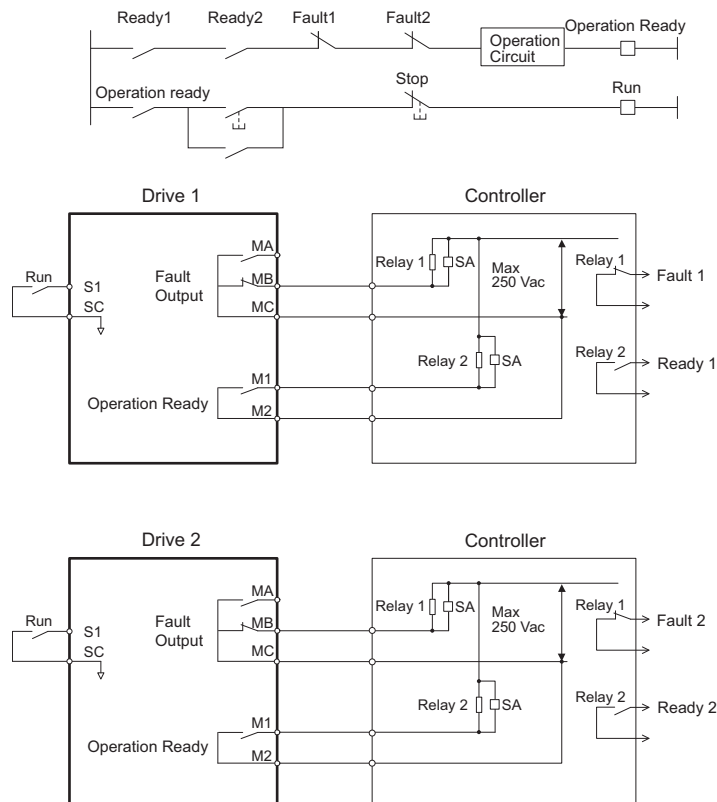 Ready1 Ready2 Fault1 Fault2
Operation Circuit
Operation Ready
Operation ready
Stop
Run
Drive 1
Controller
Run
S1
SC
Fault Output
MA
MB
MC
Operation Ready
M1
M2
Relay 1
SA
Max 250 Vac
Relay 2
SA
Relay 1
Fault 1
Relay 2
Ready 1
Drive 2
Controller
Run
S1
SC
Fault Output
MA
MB
MC
Operation Ready
M1
M2
Relay 1
SA
Max 250 Vac
Relay 2
SA
Relay 1
Fault 2
Relay 2
Ready 2